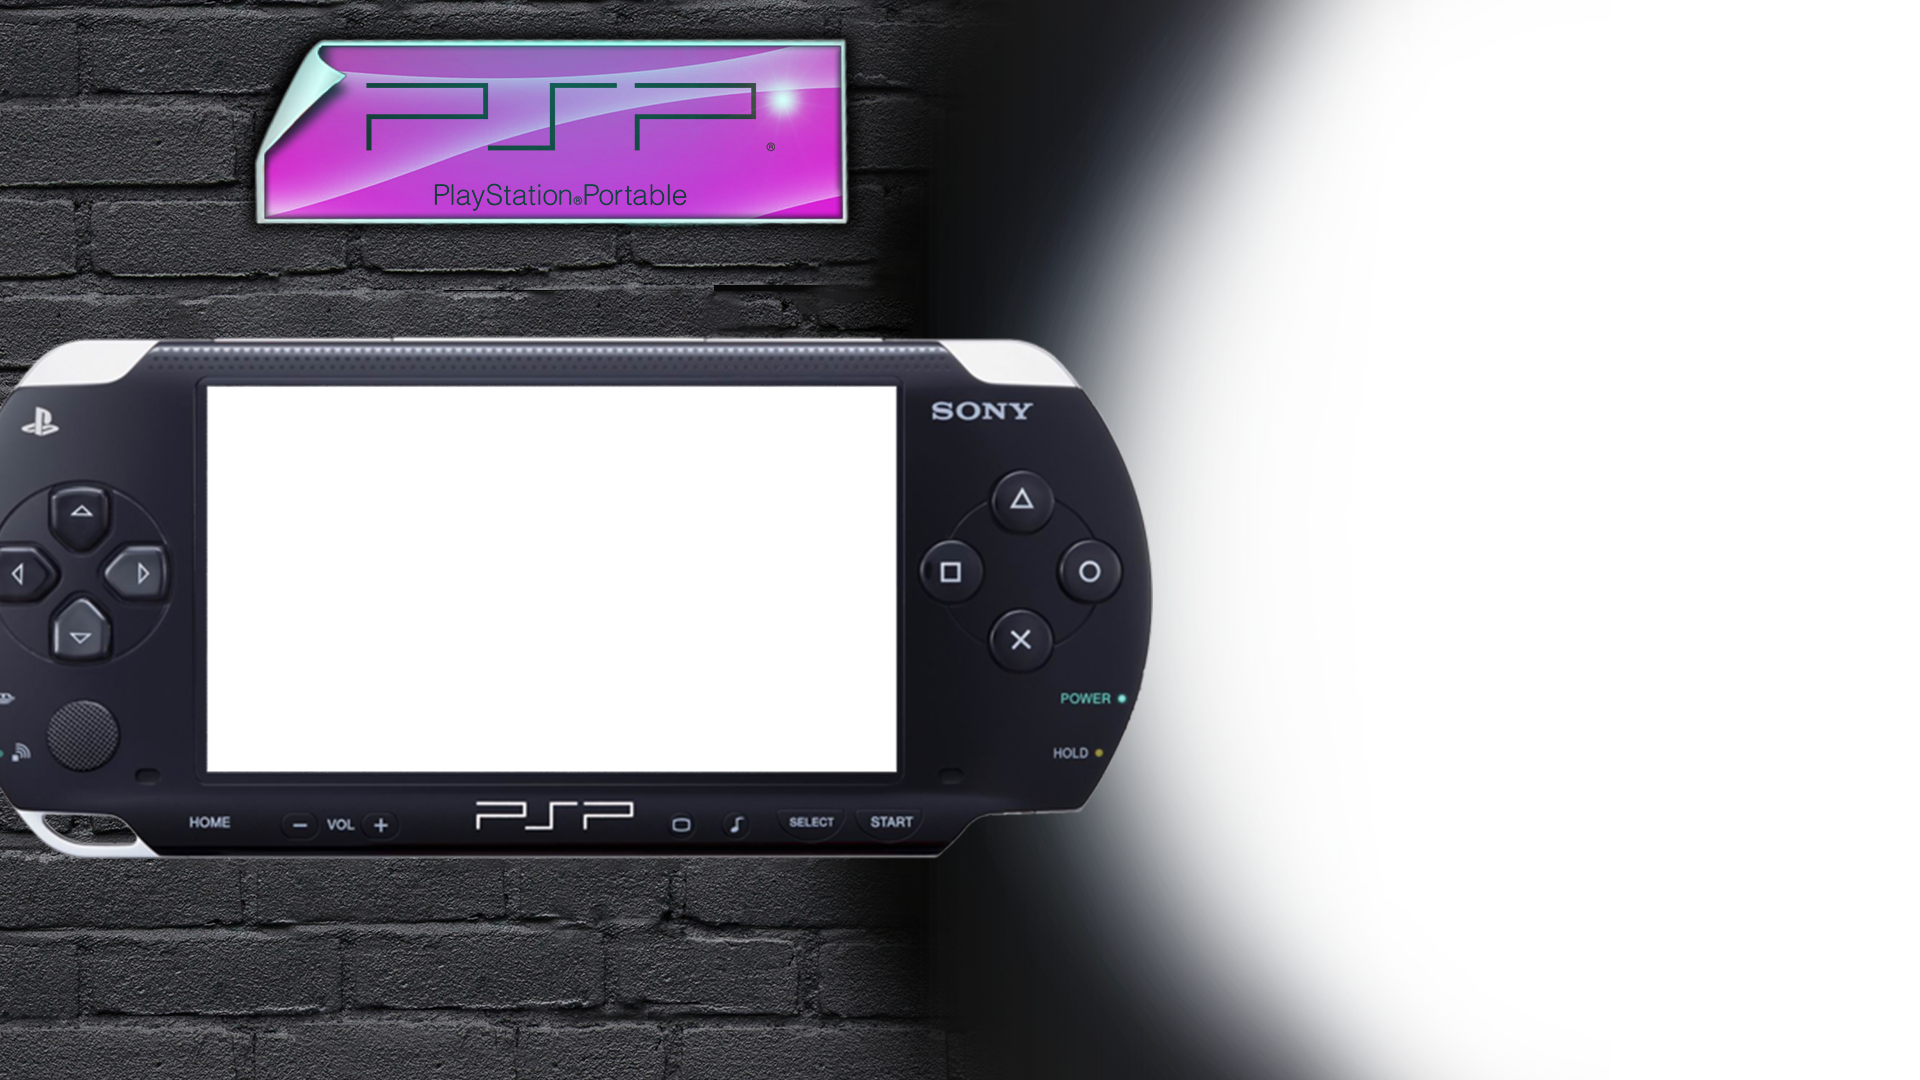 PSP®
PlayStation®Portable
SONY
POWER
HOLD
HOME
VOL
PSP
SELECT
START